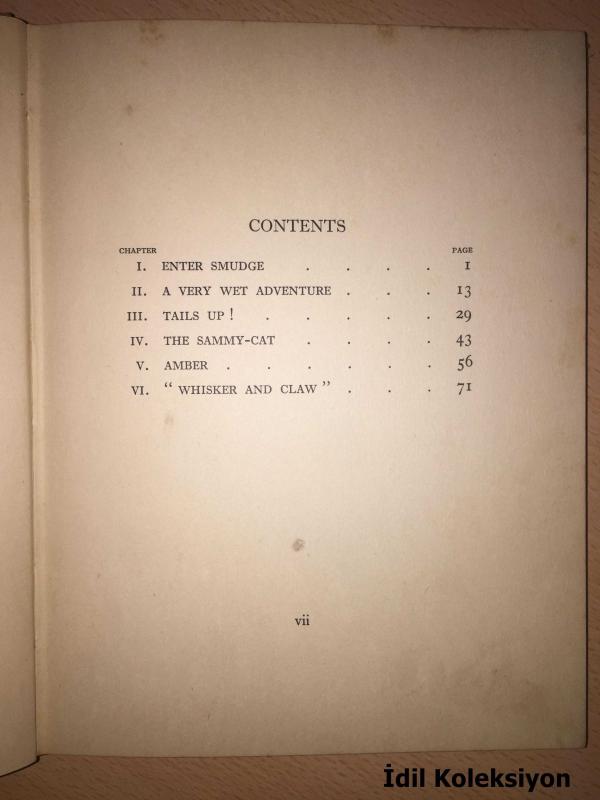 CONTENTS
CHAPTER PAGE
I. ENTER SMUDGE . . . . 1
II. A VERY WET ADVENTURE . . . 13
III. TAILS UP ! . . . . . 29
IV. THE SAMMY-CAT . . . . 43
V. AMBER . . . . . . 56
VI. “ WHISKER AND CLAW ” . . . 71
vii
İdil Koleksiyon